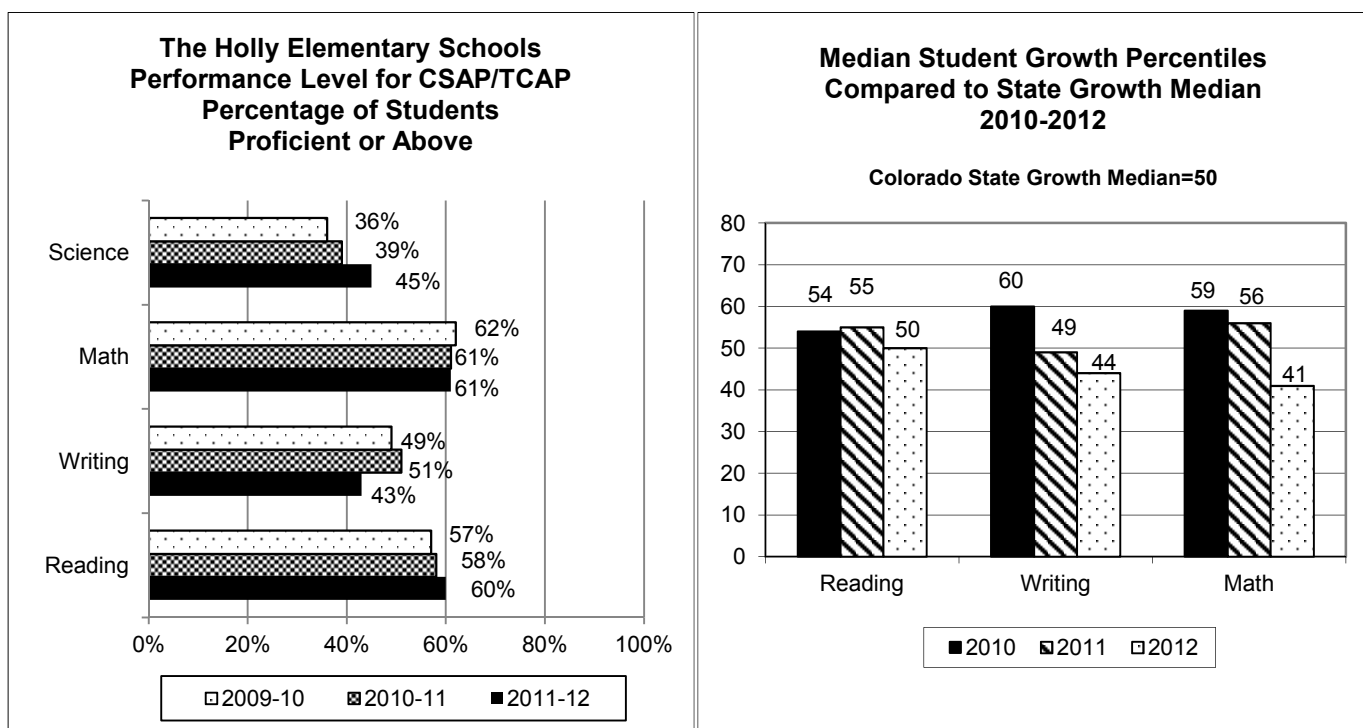 The Holly Elementary Schools
Performance Level for CSAP/TCAP
Percentage of Students
Proficient or Above
Science
36%
39%
45%
Math
62%
61%
61%
Writing
49%
51%
43%
Reading
57%
58%
60%
0% 20% 40% 60% 80% 100%
2009-10 2010-11 2011-12
Median Student Growth Percentiles
Compared to State Growth Median
2010-2012
Colorado State Growth Median=50
80
70
60
50
40
30
20
10
0
54 55 50
60 49 44
59 56 41
Reading Writing Math
2010 2011 2012